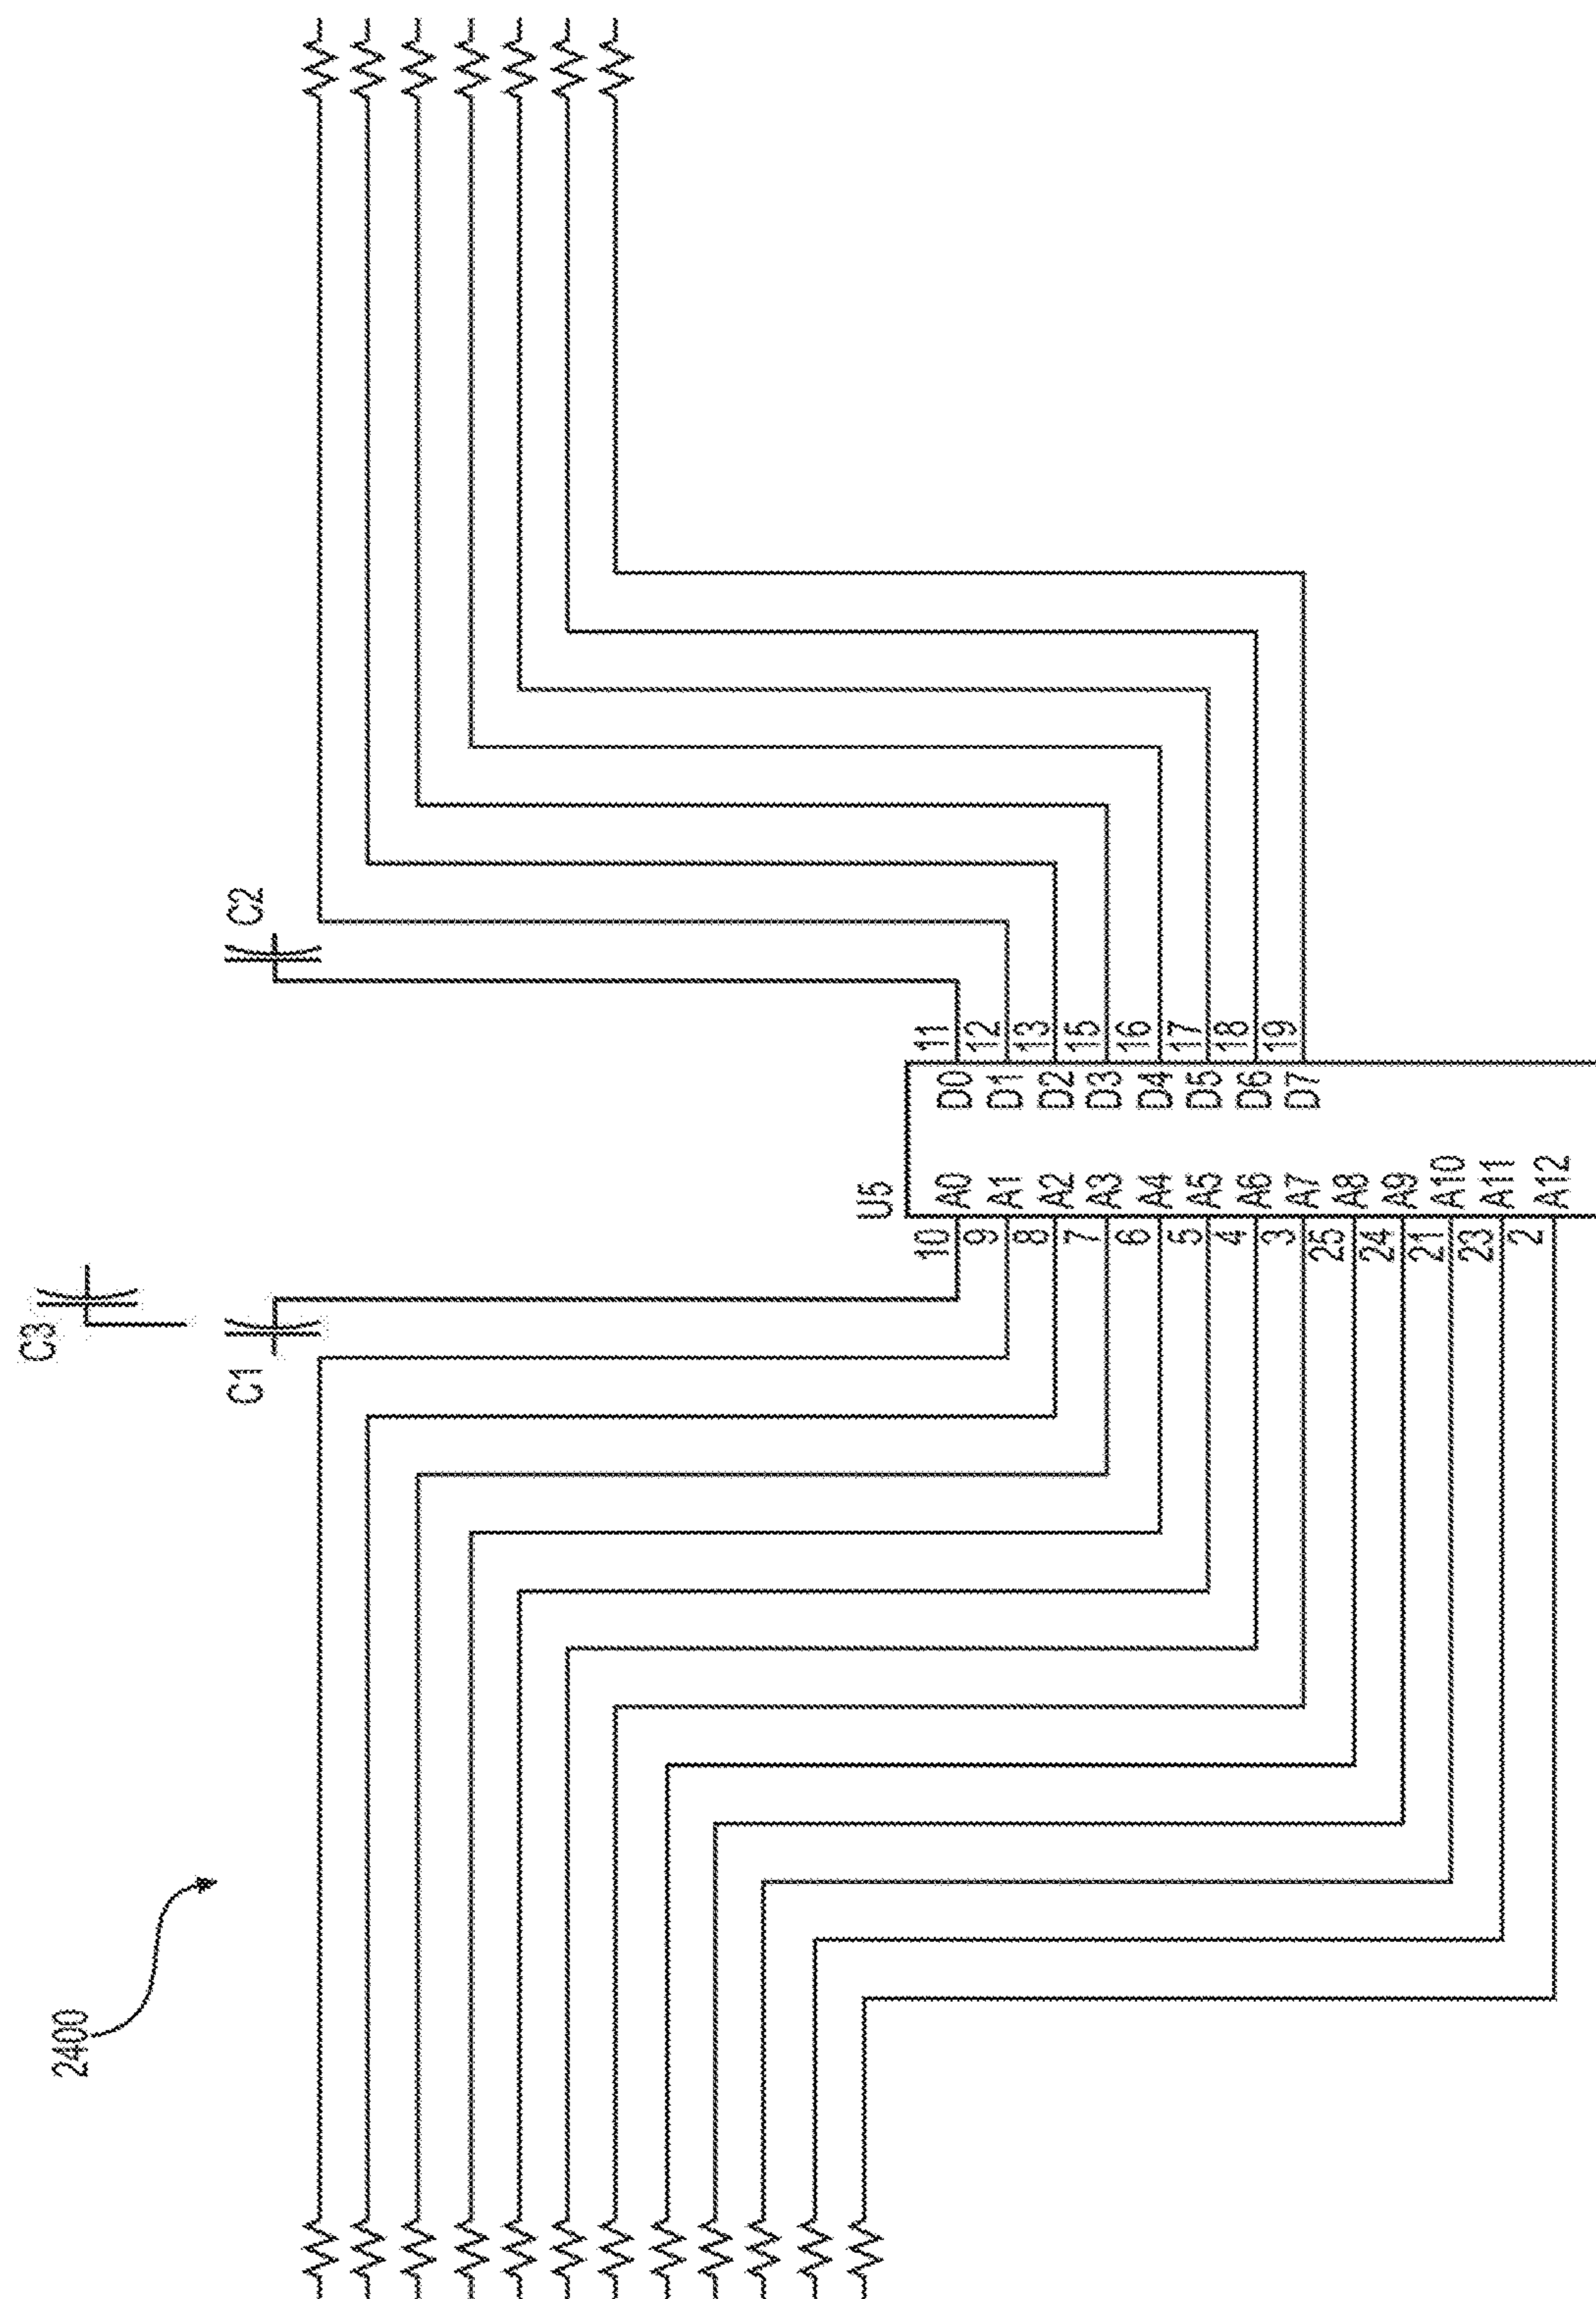 2400
C3
C1
C2
U5
10 A0 D0 11
9 A1 D1 12
8 A2 D2 13
7 A3 D3 15
6 A4 D4 16
5 A5 D5 17
4 A6 D6 18
3 A7 D7 19
25 A8
24 A9
21 A10
23 A11
2 A12